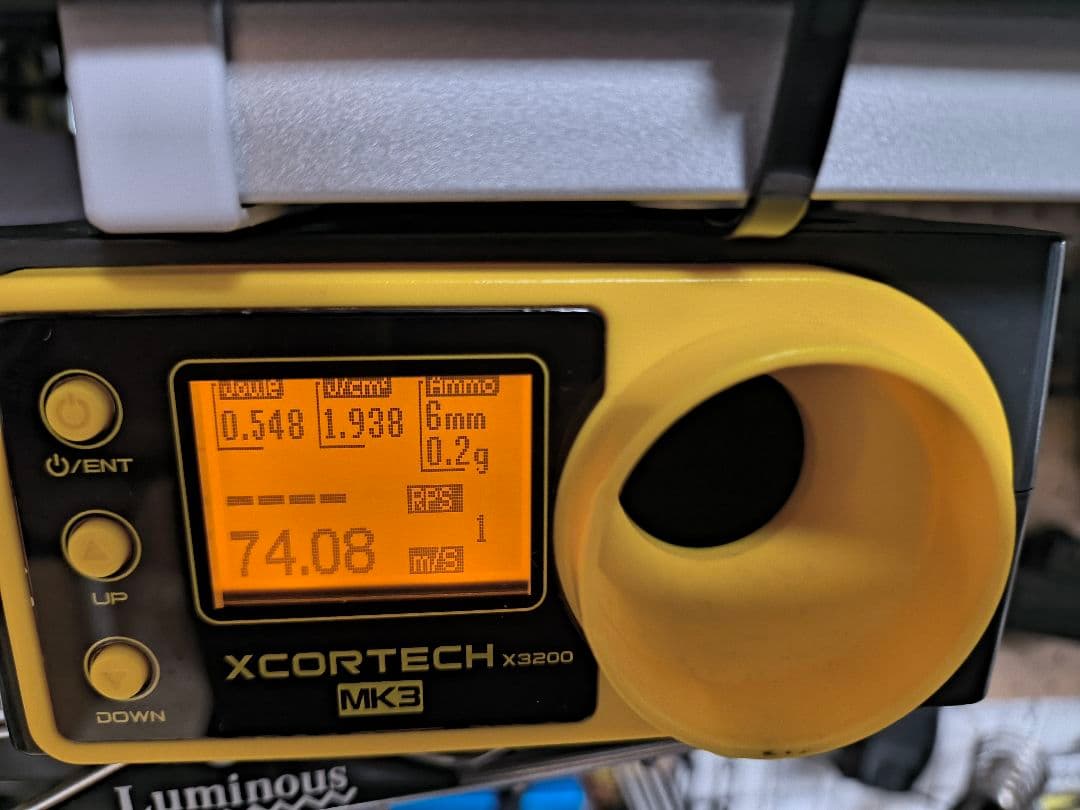 Joule J/cm² Ammo
0.548 1.938 6mm
0.2g
---- RPS
1
74.08 m/s
/ENT
UP
DOWN
XCORTECH X3200
MK3
Luminous